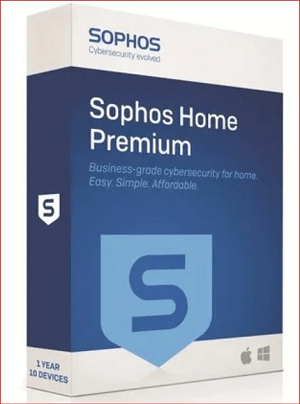 SOPHOS
Cybersecurity evolved
Sophos Home
Premium
Business-grade cybersecurity for home.
Easy. Simple. Affordable.
S
S
1 YEAR
10 DEVICES